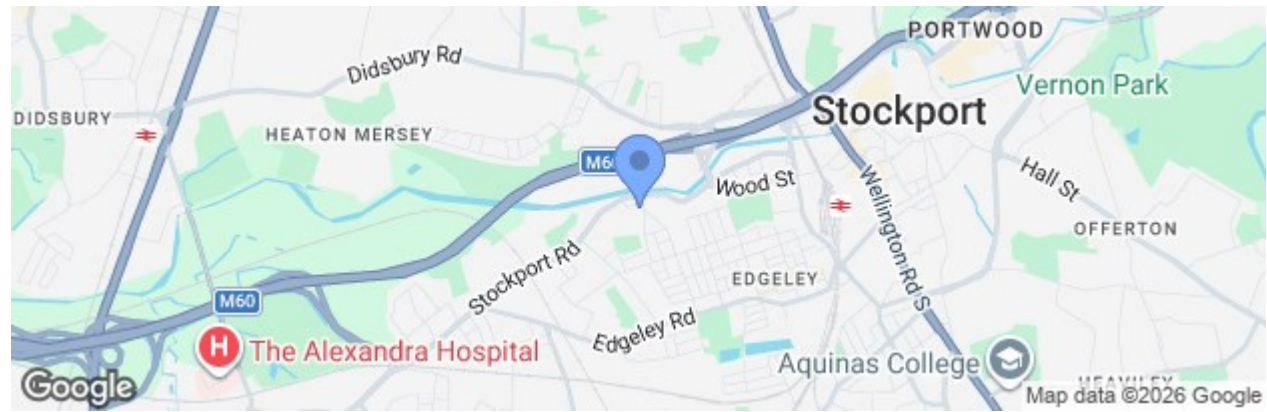 PORTWOOD
Didsbury Rd
Vernon Park
Stockport
DIDSBURY
HEATON MERSEY
M60
Wood St
Hall St
Wellington Rd S
OFFERTON
Stockport Rd
EDGELEY
M60
Edgeley Rd
H
The Alexandra Hospital
Aquinas College
HEAVILEY
Google
Map data ©2026 Google